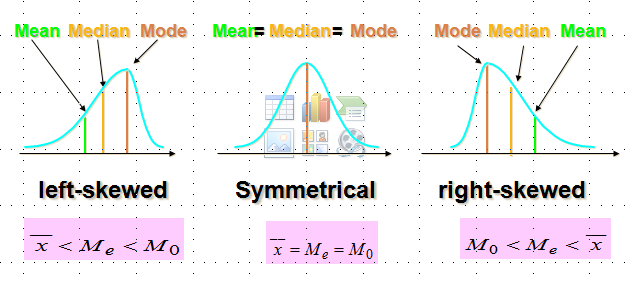 Mean Median Mode
Mean = Median = Mode
Mode Median Mean
left-skewed
Symmetrical
right-skewed
x̅ < Mₑ < M₀
x̅ = Mₑ = M₀
M₀ < Mₑ < x̅